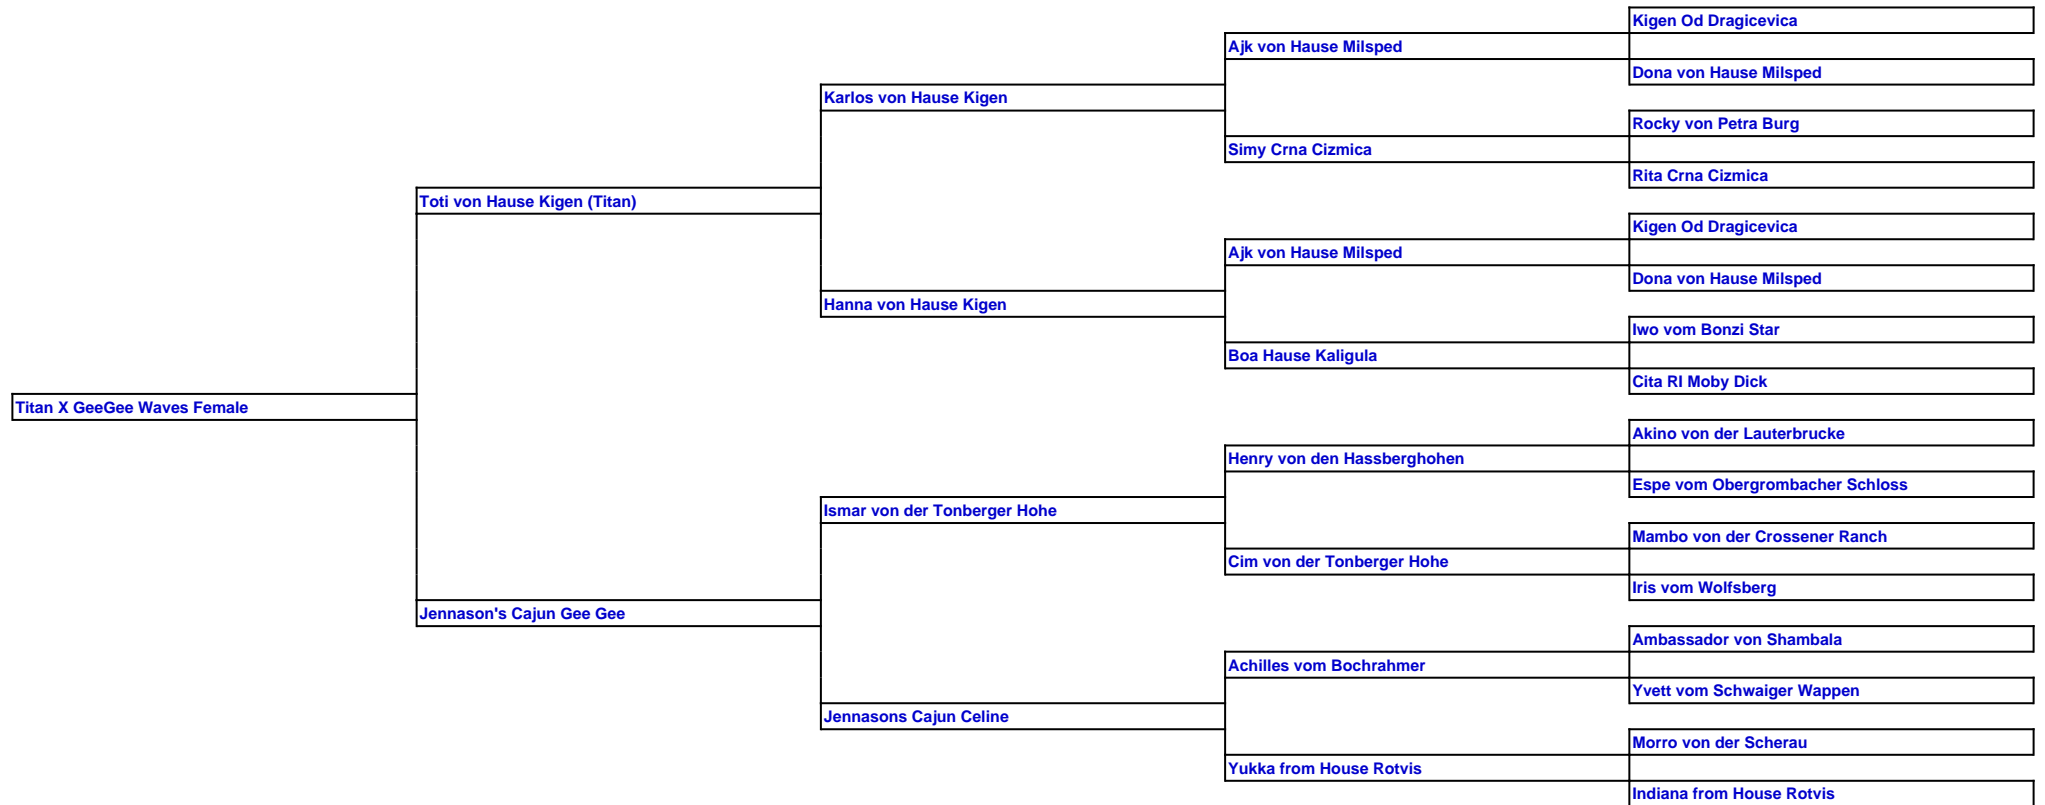 Kigen Od Dragicevica
Ajk von Hause Milsped
Dona von Hause Milsped
Karlos von Hause Kigen
Rocky von Petra Burg
Simy Crna Cizmica
Rita Crna Cizmica
Toti von Hause Kigen (Titan)
Kigen Od Dragicevica
Ajk von Hause Milsped
Dona von Hause Milsped
Hanna von Hause Kigen
Iwo vom Bonzi Star
Boa Hause Kaligula
Cita RI Moby Dick
Titan X GeeGee Waves Female
Akino von der Lauterbrucke
Henry von den Hassberghohen
Espe vom Obergrombacher Schloss
Ismar von der Tonberger Hohe
Mambo von der Crossener Ranch
Cim von der Tonberger Hohe
Iris vom Wolfsberg
Jennason's Cajun Gee Gee
Ambassador von Shambala
Achilles vom Bochrahmer
Yvett vom Schwaiger Wappen
Jennasons Cajun Celine
Morro von der Scherau
Yukka from House Rotvis
Indiana from House Rotvis